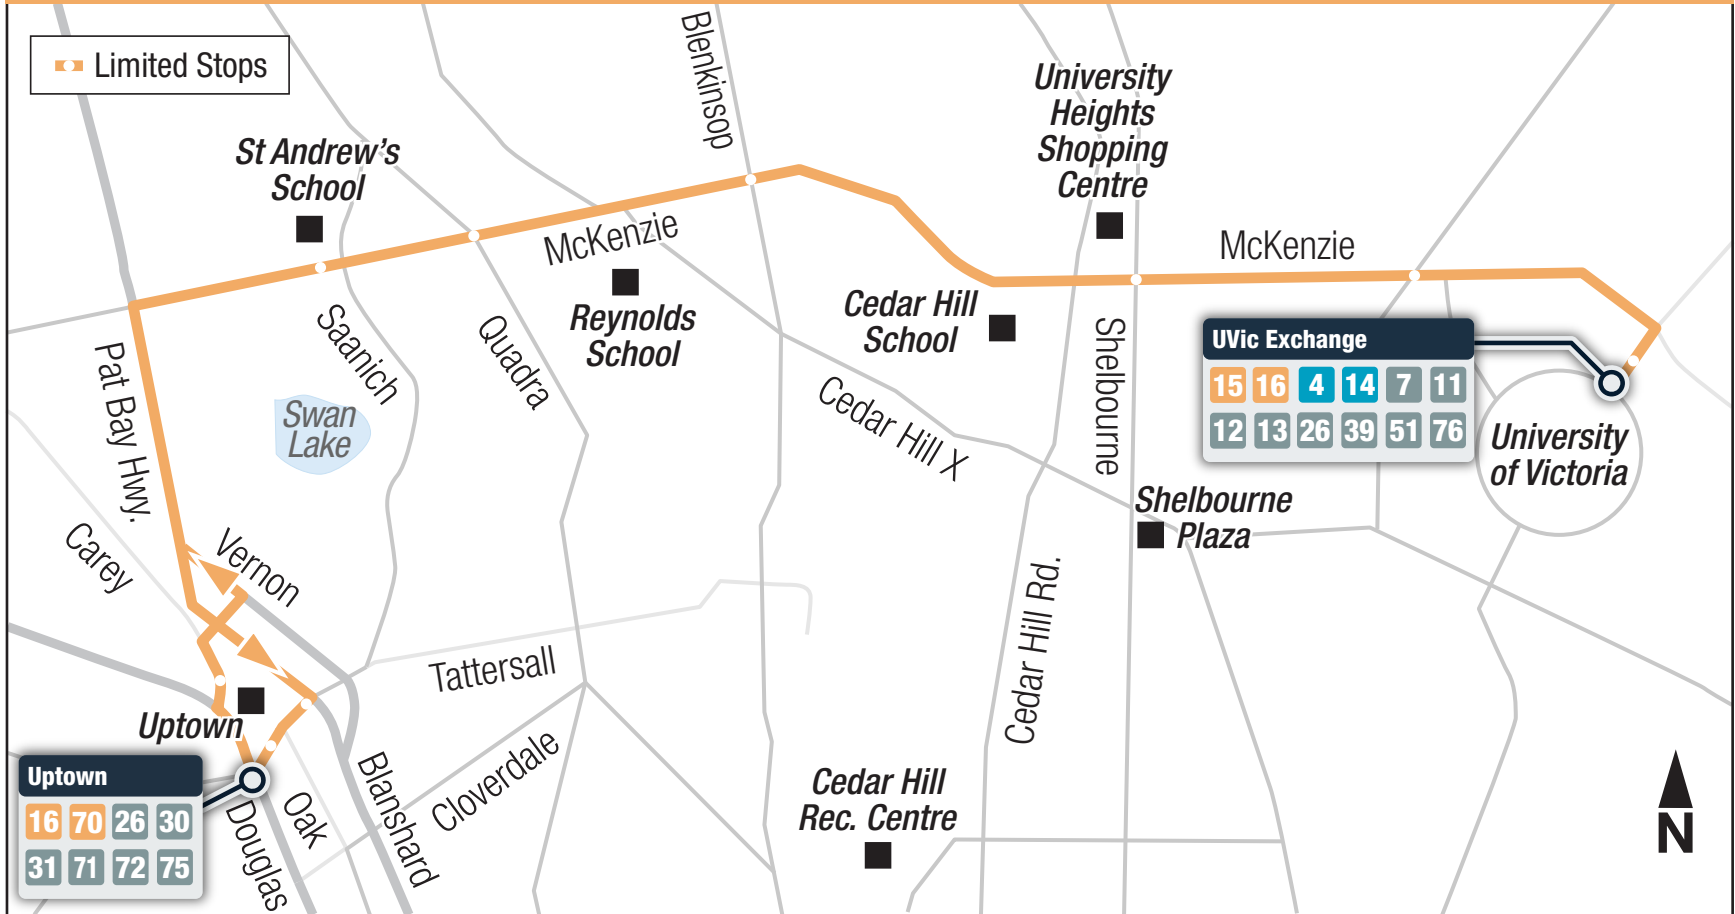 Limited Stops
Blenkinsop
University
Heights
Shopping
Centre
St Andrew's
School
McKenzie
McKenzie
Reynolds
School
Cedar Hill
School
Saanich
Quadra
Shelbourne
Pat Bay Hwy.
Swan
Lake
Cedar Hill X
UVic Exchange
15 16 4 14 7 11
12 13 26 39 51 76
University
of Victoria
Shelbourne
Plaza
Carey
Vernon
Cedar Hill Rd.
Tattersall
Uptown
Uptown
16 70 26 30
31 71 72 75
Douglas
Oak
Blanshard
Cloverdale
Cedar Hill
Rec. Centre
N